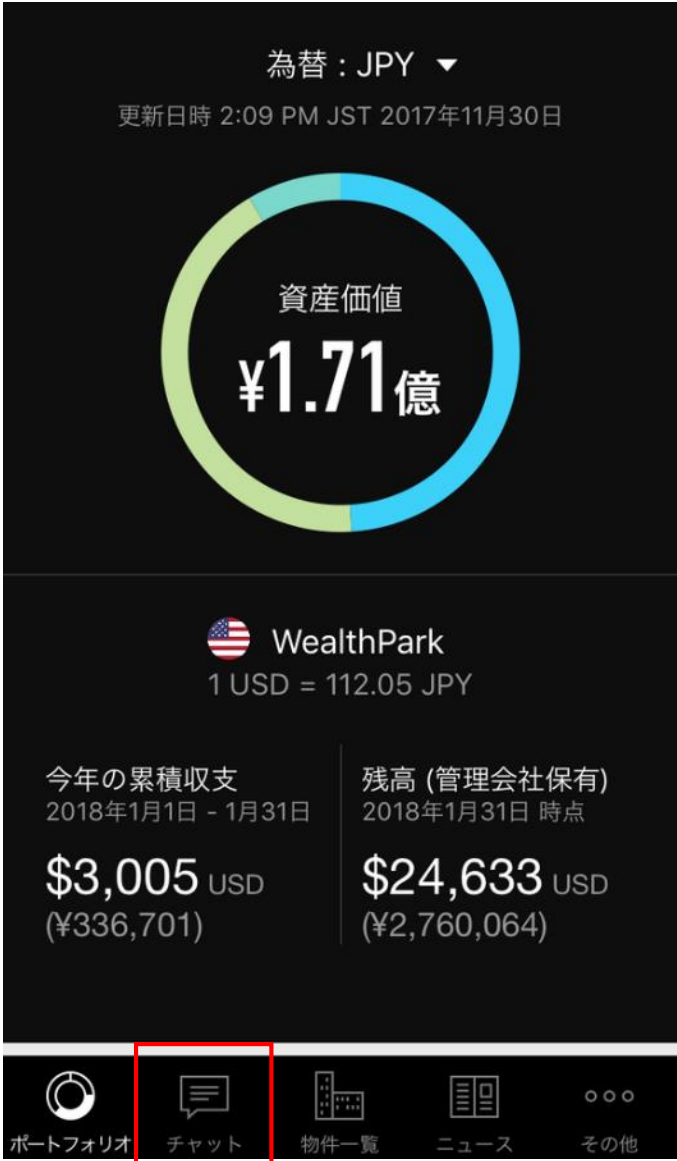 為替：JPY ▼
更新日時 2:09 PM JST 2017年11月30日
資産価値
¥1.71億
WealthPark
1 USD = 112.05 JPY
今年の累積収支
2018年1月1日 - 1月31日
$3,005 USD
(¥336,701)
残高 (管理会社保有)
2018年1月31日 時点
$24,633 USD
(¥2,760,064)
ポートフォリオ
チャット
物件一覧
ニュース
その他